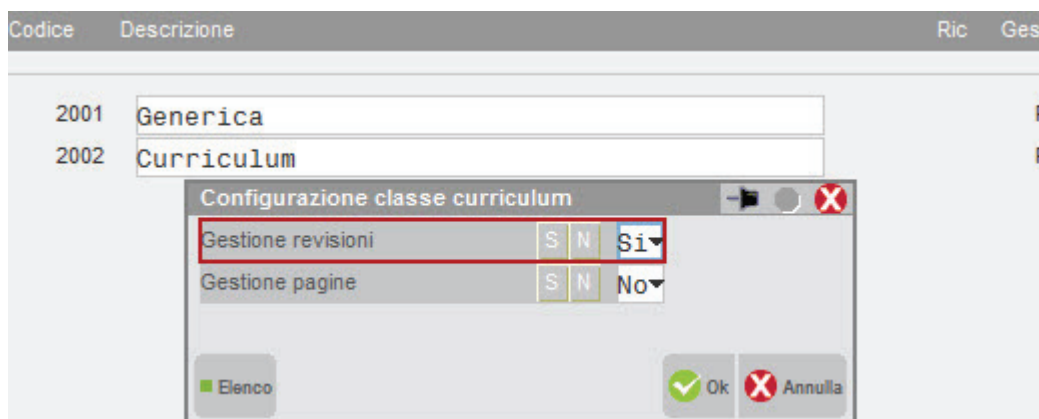 Codice Descrizione Ric Ges
2001 Generica
2002 Curriculum
Configurazione classe curriculum
Gestione revisioni S N Si
Gestione pagine S N No
Elenco Ok Annulla